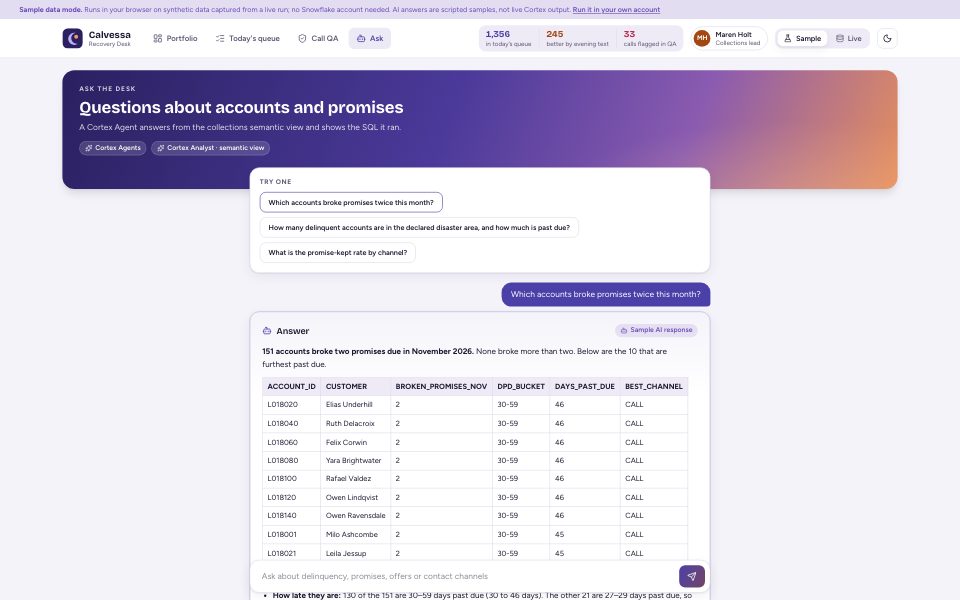 Sample data mode. Runs in your browser on synthetic data captured from a live run; no Snowflake account needed. AI answers are scripted samples, not live Cortex output. Run it in your own account
Calvessa
Recovery Desk
Portfolio
Today's queue
Call QA
Ask
1,356
in today's queue
245
better by evening text
33
calls flagged in QA
MH
Maren Holt
Collections lead
Sample
Live
ASK THE DESK
Questions about accounts and promises
A Cortex Agent answers from the collections semantic view and shows the SQL it ran.
Cortex Agents
Cortex Analyst · semantic view
TRY ONE
Which accounts broke promises twice this month?
How many delinquent accounts are in the declared disaster area, and how much is past due?
What is the promise-kept rate by channel?
Which accounts broke promises twice this month?
Answer
Sample AI response
151 accounts broke two promises due in November 2026. None broke more than two. Below are the 10 that are
furthest past due.
ACCOUNT_ID CUSTOMER BROKEN_PROMISES_NOV DPD_BUCKET DAYS_PAST_DUE BEST_CHANNEL
L018020 Elias Underhill 2 30-59 46 CALL
L018040 Ruth Delacroix 2 30-59 46 CALL
L018060 Felix Corwin 2 30-59 46 CALL
L018080 Yara Brightwater 2 30-59 46 CALL
L018100 Rafael Valdez 2 30-59 46 CALL
L018120 Owen Lindqvist 2 30-59 46 CALL
L018140 Owen Ravensdale 2 30-59 46 CALL
L018001 Milo Ashcombe 2 30-59 45 CALL
L018021 Leila Jessup 2 30-59 45 CALL
Ask about delinquency, promises, offers or contact channels
How late they are: 130 of the 151 are 30–59 days past due (30 to 46 days). The other 21 are 27–29 days past due, so